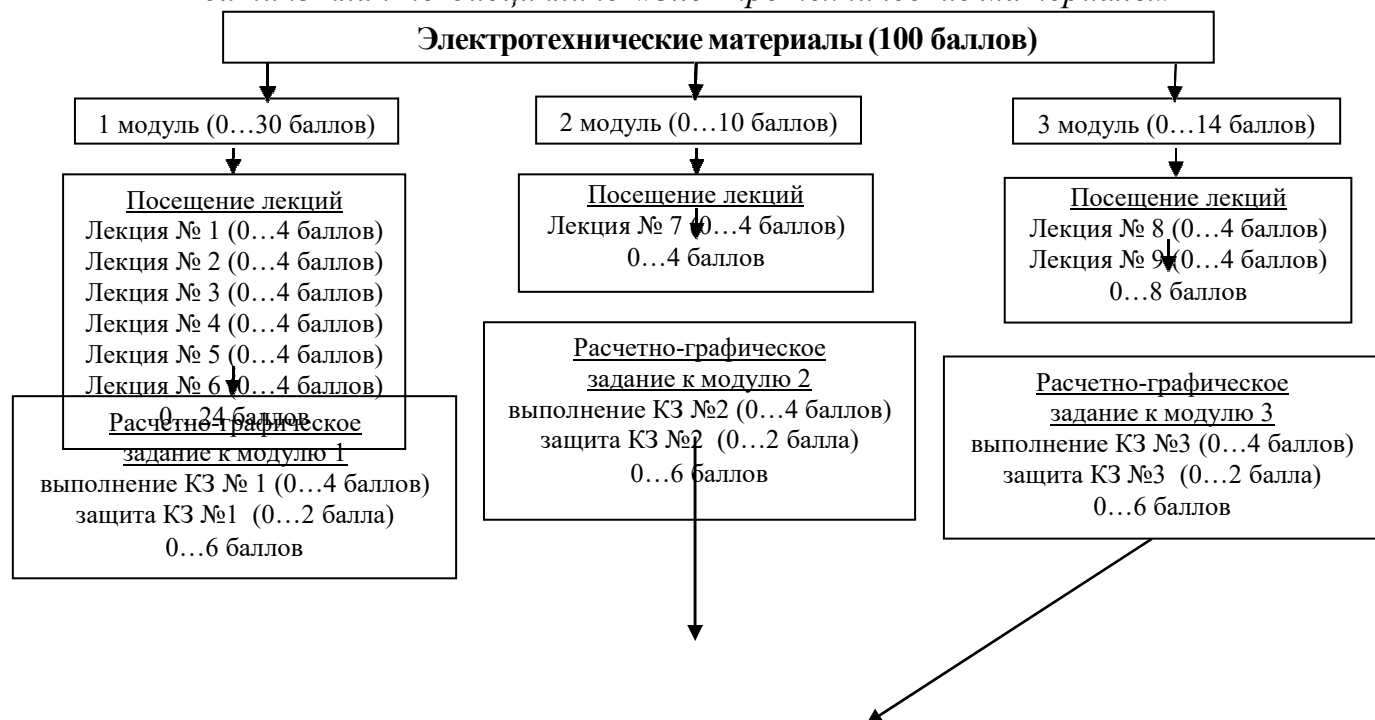 Электротехнические материалы (100 баллов)
1 модуль (0…30 баллов)
2 модуль (0…10 баллов)
3 модуль (0…14 баллов)
Посещение лекций
Лекция № 1 (0…4 баллов)
Лекция № 2 (0…4 баллов)
Лекция № 3 (0…4 баллов)
Лекция № 4 (0…4 баллов)
Лекция № 5 (0…4 баллов)
Лекция № 6 (0…4 баллов)
0…24 баллов
Расчетно-графическое
задание к модулю 1
выполнение КЗ № 1 (0…4 баллов)
защита КЗ №1 (0…2 балла)
0…6 баллов
Посещение лекций
Лекция № 7 (0…4 баллов)
0…4 баллов
Расчетно-графическое
задание к модулю 2
выполнение КЗ №2 (0…4 баллов)
защита КЗ №2 (0…2 балла)
0…6 баллов
Посещение лекций
Лекция № 8 (0…4 баллов)
Лекция № 9 (0…4 баллов)
0…8 баллов
Расчетно-графическое
задание к модулю 3
выполнение КЗ №3 (0…4 баллов)
защита КЗ №3 (0…2 балла)
0…6 баллов